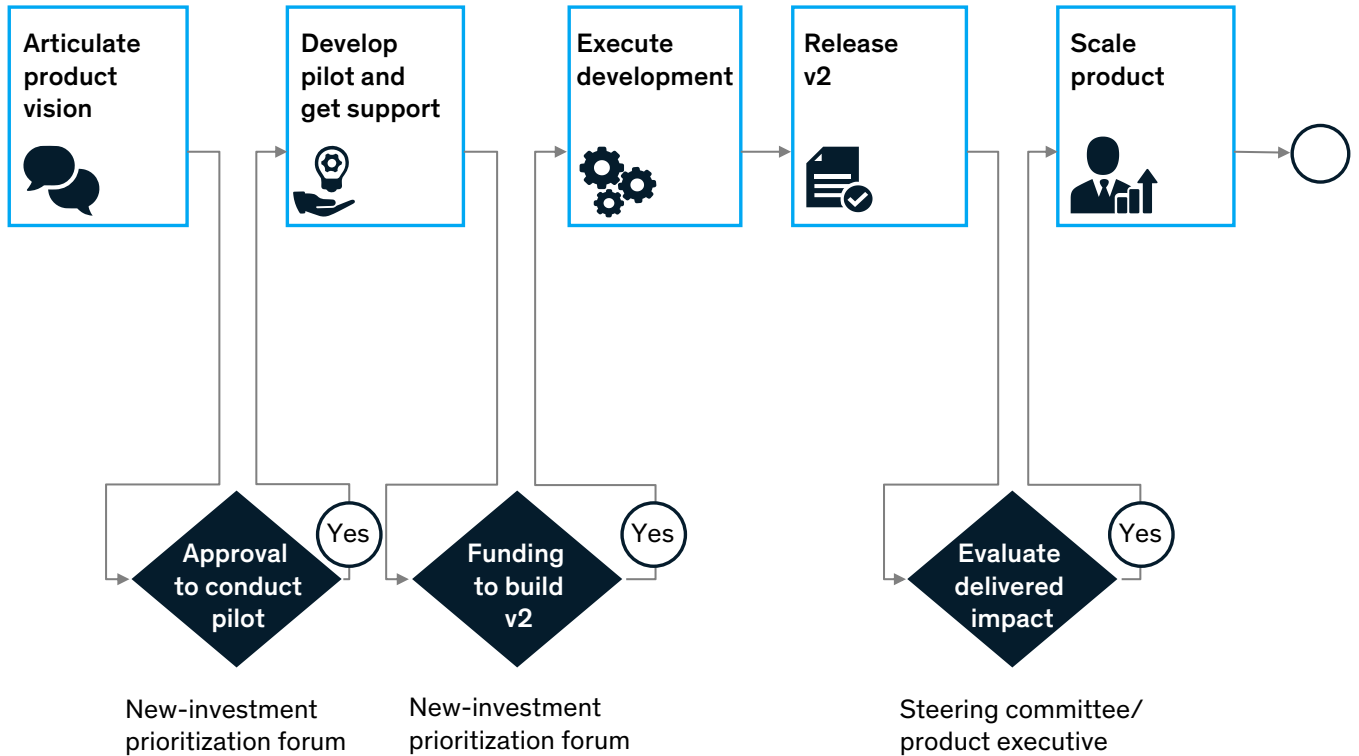 Articulate
product
vision
Develop
pilot and
get support
Execute
development
Release
v2
Scale
product
Yes
Yes
Yes
Approval
to conduct
pilot
Funding
to build
v2
Evaluate
delivered
impact
New-investment
prioritization forum
New-investment
prioritization forum
Steering committee/
product executive